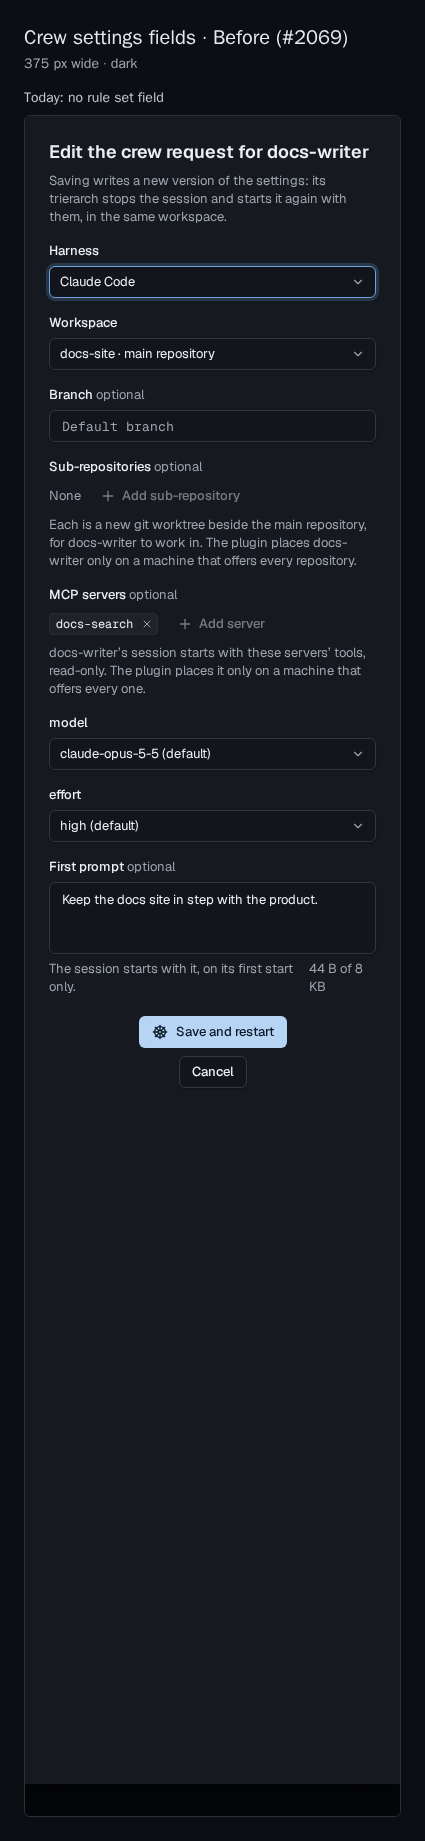 Crew settings fields · Before (#2069)
375 px wide · dark
Today: no rule set field
Edit the crew request for docs-writer
Saving writes a new version of the settings: its
trierarch stops the session and starts it again with
them, in the same workspace.
Harness
Claude Code
Workspace
docs-site · main repository
Branch optional
Default branch
Sub-repositories optional
None + Add sub-repository
Each is a new git worktree beside the main repository,
for docs-writer to work in. The plugin places docs-
writer only on a machine that offers every repository.
MCP servers optional
docs-search × + Add server
docs-writer's session starts with these servers' tools,
read-only. The plugin places it only on a machine that
offers every one.
model
claude-opus-5-5 (default)
effort
high (default)
First prompt optional
Keep the docs site in step with the product.
The session starts with it, on its first start 44 B of 8
only. KB
Save and restart
Cancel